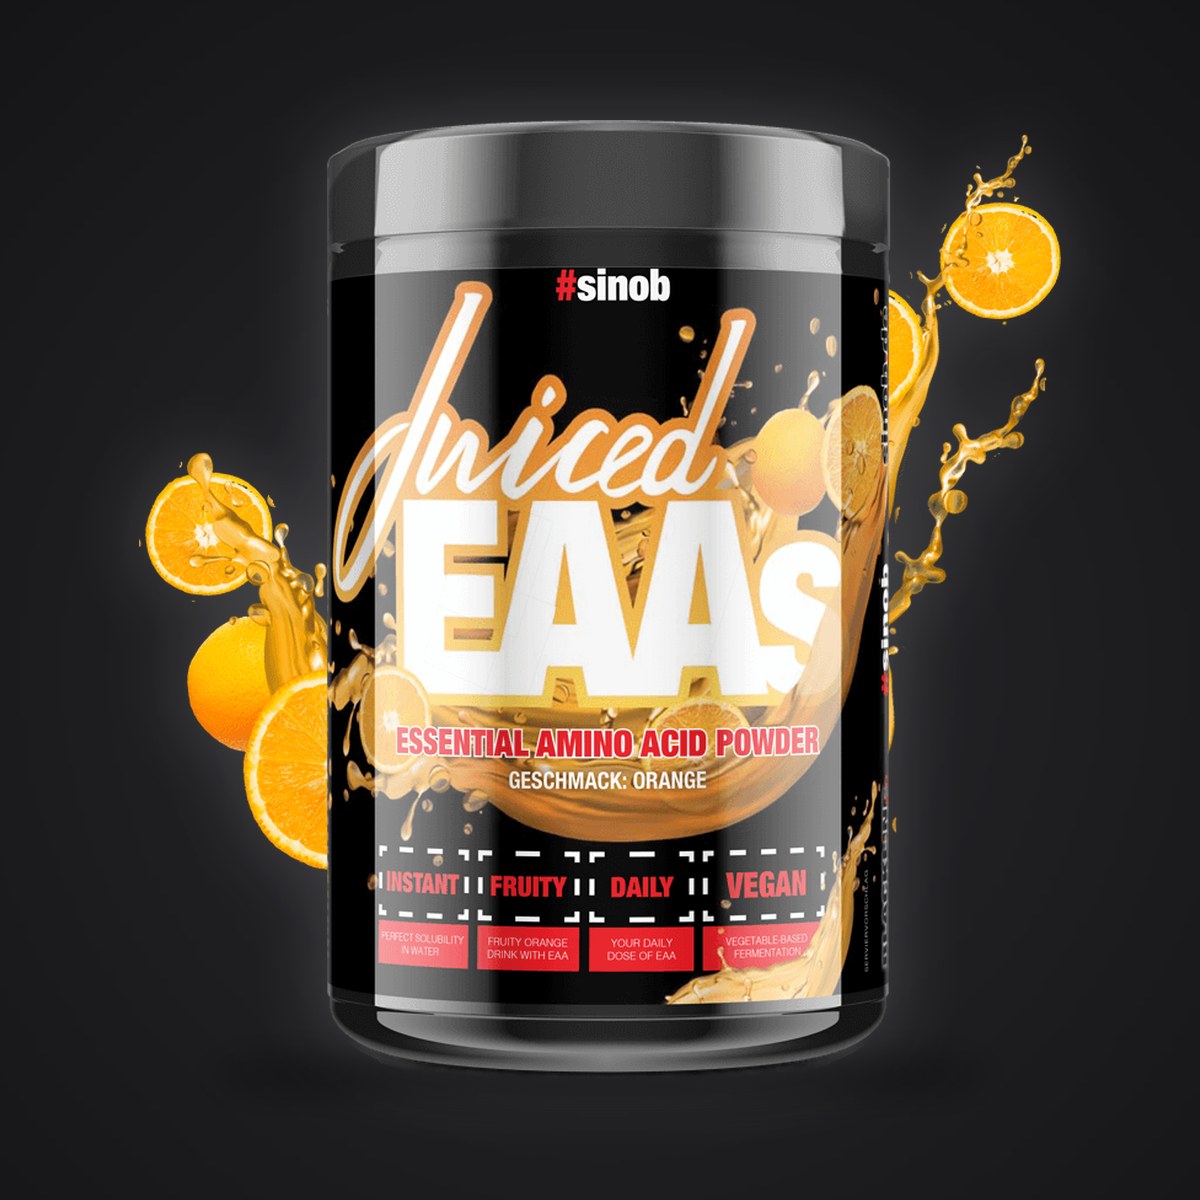 #sinob
Juiced
EAAs
ESSENTIAL AMINO ACID POWDER
GESCHMACK: ORANGE
INSTANT
FRUITY
DAILY
VEGAN
PERFECT SOLUBILITY
IN WATER
FRUITY ORANGE
DRINK WITH EAA
YOUR DAILY
DOSE OF EAA
VEGETABLE-BASED
FERMENTATION
#sinob
SERVIERVORSCHLAG